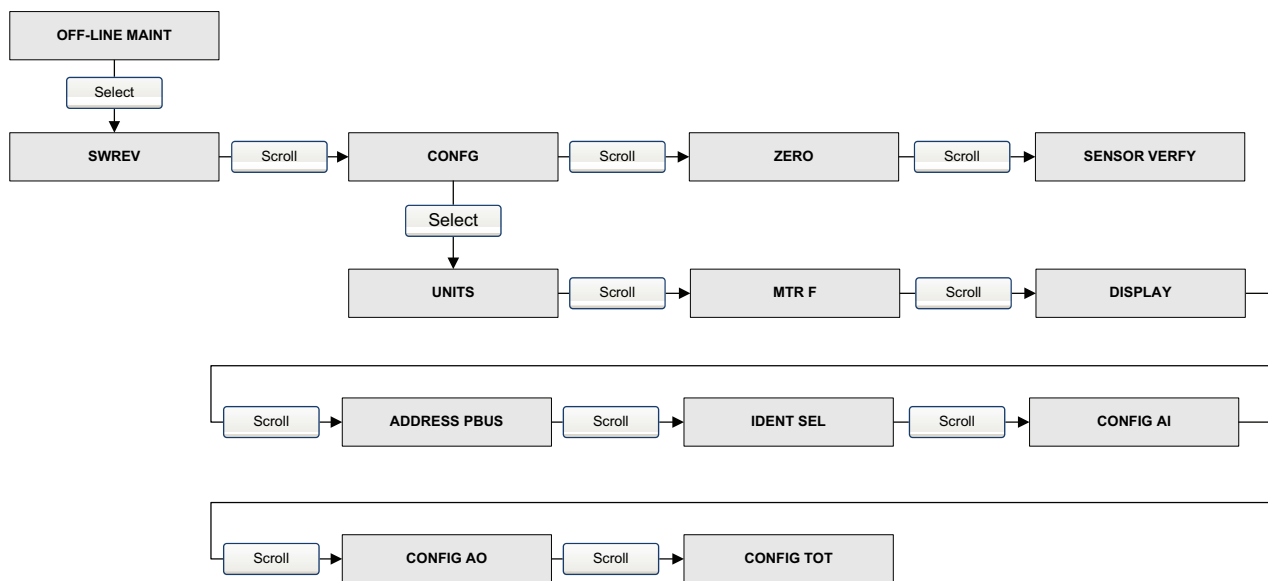 OFF-LINE MAINT
Select
SWREV Scroll CONFG Scroll ZERO Scroll SENSOR VERFY
Select
UNITS Scroll MTR F Scroll DISPLAY
Scroll ADDRESS PBUS Scroll IDENT SEL Scroll CONFIG AI
Scroll CONFIG AO Scroll CONFIG TOT